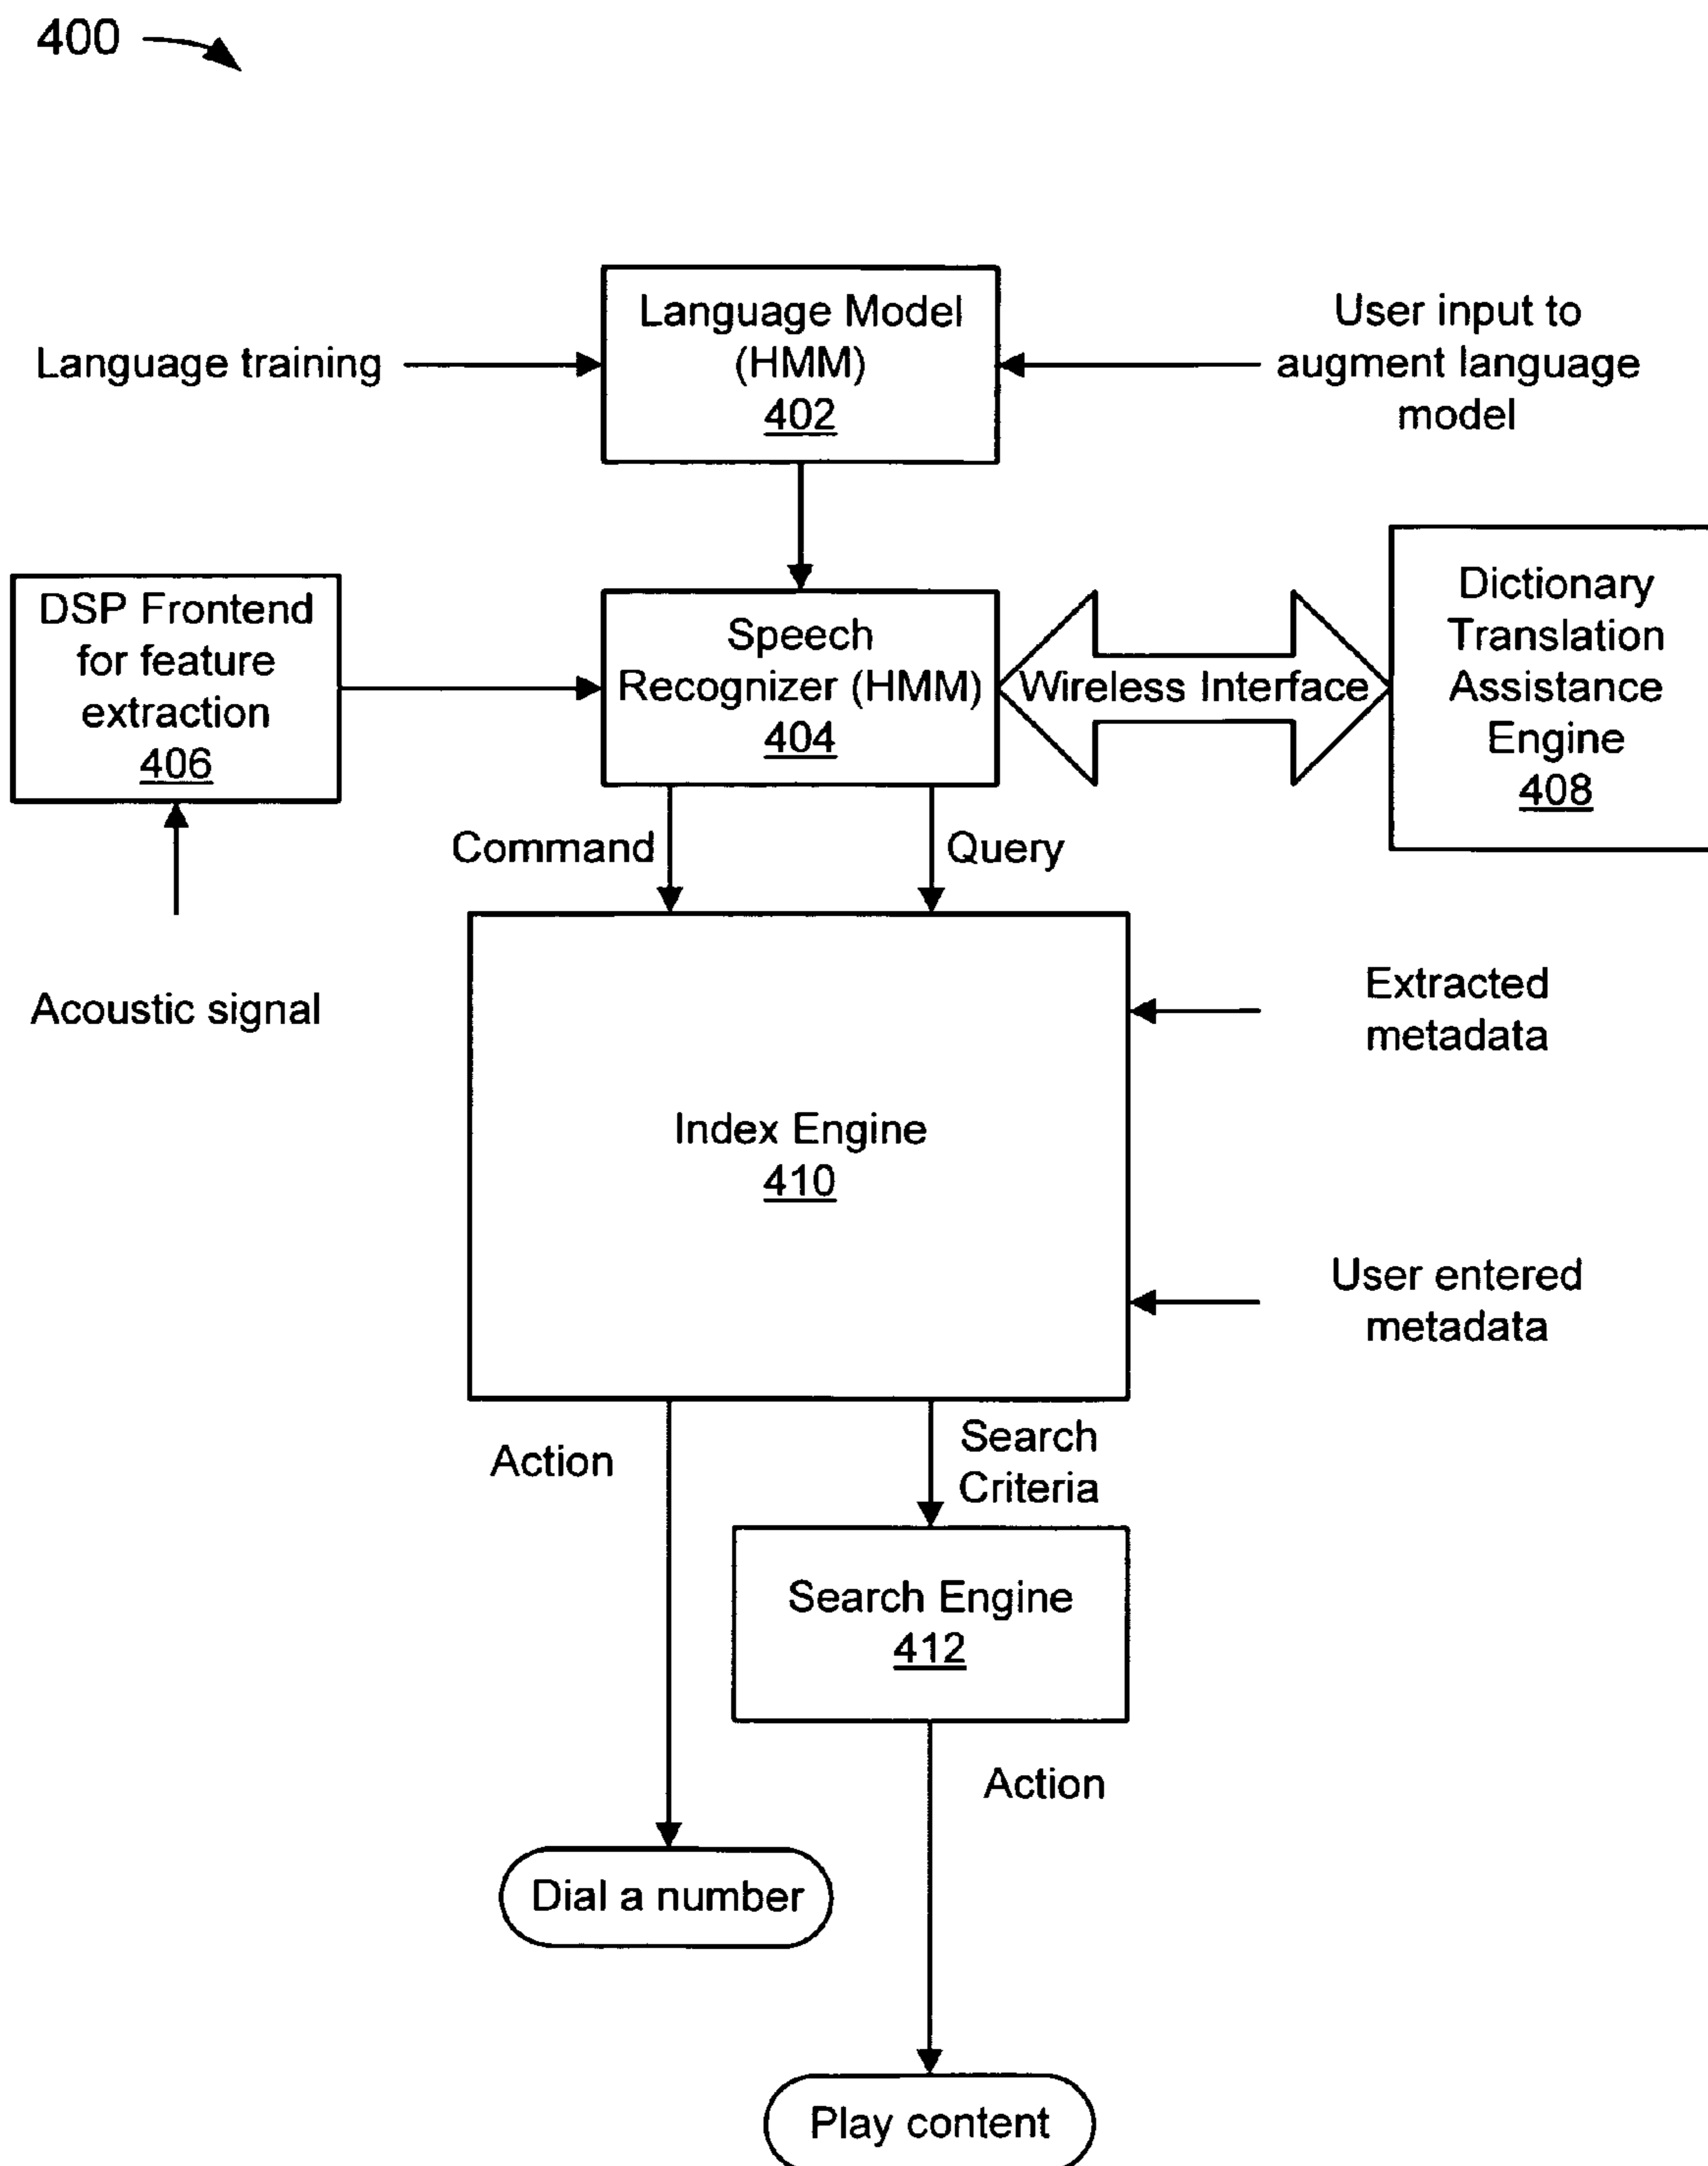 400
Language Model
(HMM)
402
Language training
User input to
augment language
model
DSP Frontend
for feature
extraction
406
Speech
Recognizer (HMM)
404
Wireless Interface
Dictionary
Translation
Assistance
Engine
408
Command
Query
Acoustic signal
Extracted
metadata
Index Engine
410
User entered
metadata
Action
Search
Criteria
Search Engine
412
Action
Dial a number
Play content